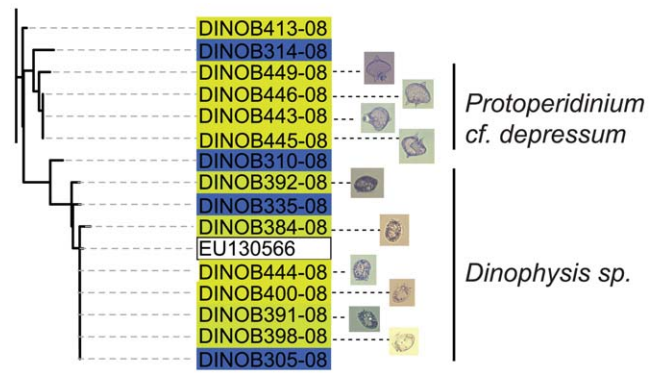 DINOB413-08
DINOB314-08
DINOB449-08
DINOB446-08
DINOB443-08
DINOB445-08
Protoperidinium
cf. depressum
DINOB310-08
DINOB392-08
DINOB335-08
DINOB384-08
EU130566
DINOB444-08
DINOB400-08
DINOB391-08
DINOB398-08
DINOB305-08
Dinophysis sp.